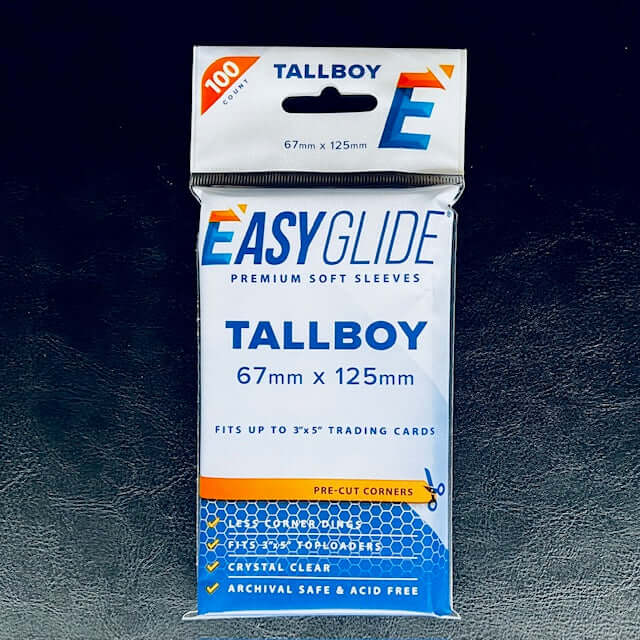 100
COUNT
TALLBOY
67mm x 125mm
E
EASYGLIDE®
PREMIUM SOFT SLEEVES
TALLBOY
67mm x 125mm
FITS UP TO 3"x5" TRADING CARDS
PRE-CUT CORNERS
LESS CORNER DINGS
FITS 3"x5" TOPLOADERS
CRYSTAL CLEAR
ARCHIVAL SAFE & ACID FREE